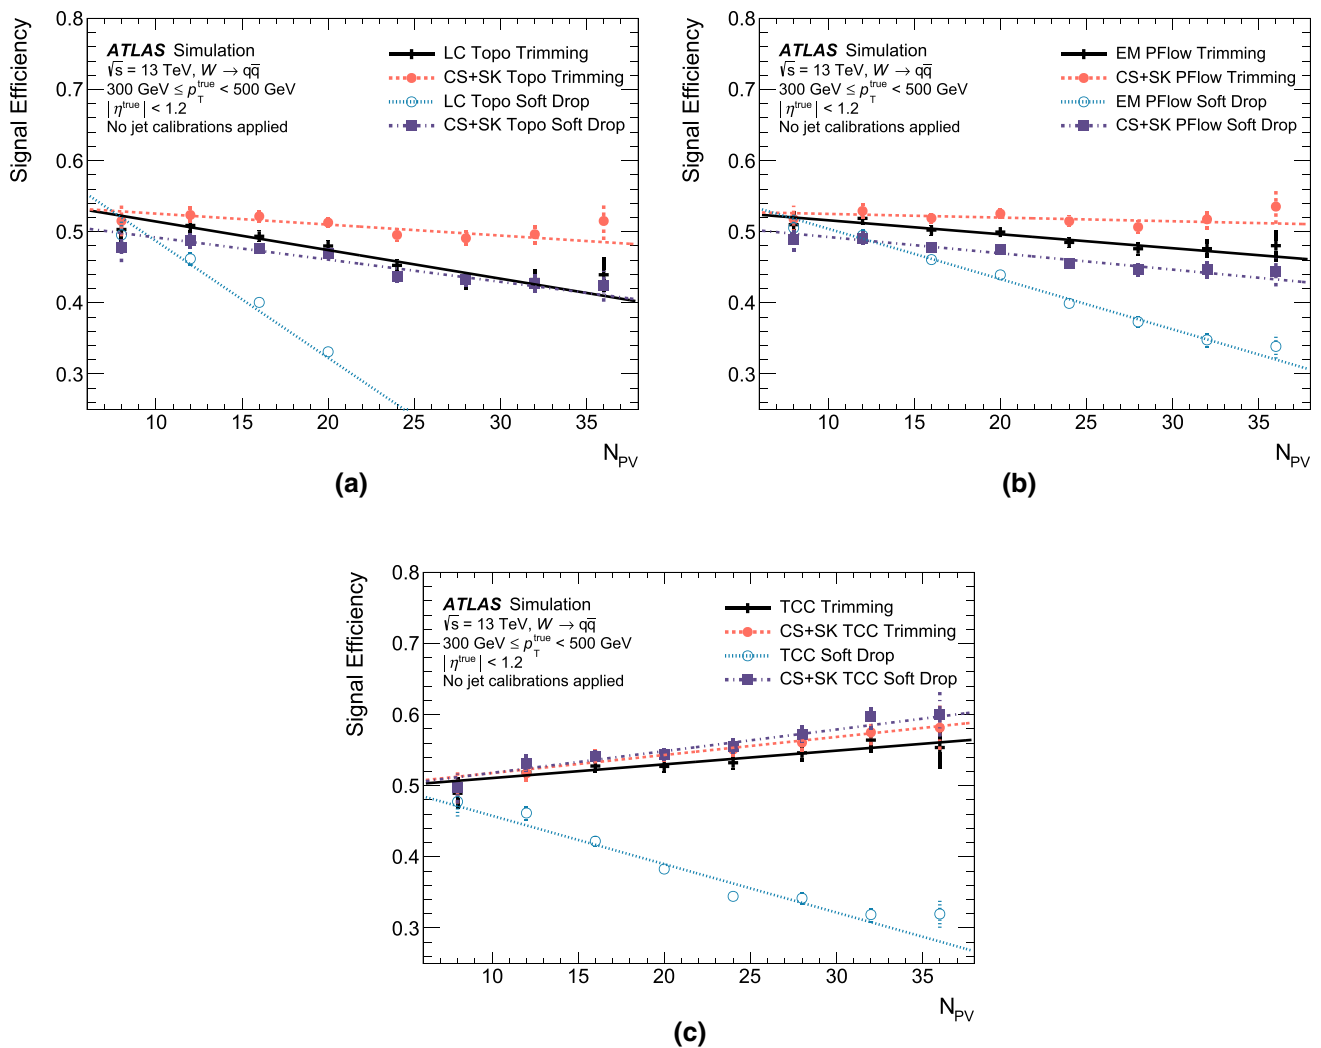 Signal Efficiency
0.8
0.7
0.6
0.5
0.4
0.3
ATLAS Simulation
√s = 13 TeV, W → qq̅
300 GeV ≤ p_T^true < 500 GeV
|η^true| < 1.2
No jet calibrations applied
LC Topo Trimming
CS+SK Topo Trimming
LC Topo Soft Drop
CS+SK Topo Soft Drop
10 15 20 25 30 35
N_PV
(a)
Signal Efficiency
0.8
0.7
0.6
0.5
0.4
0.3
ATLAS Simulation
√s = 13 TeV, W → qq̅
300 GeV ≤ p_T^true < 500 GeV
|η^true| < 1.2
No jet calibrations applied
EM PFlow Trimming
CS+SK PFlow Trimming
EM PFlow Soft Drop
CS+SK PFlow Soft Drop
10 15 20 25 30 35
N_PV
(b)
Signal Efficiency
0.8
0.7
0.6
0.5
0.4
0.3
ATLAS Simulation
√s = 13 TeV, W → qq̅
300 GeV ≤ p_T^true < 500 GeV
|η^true| < 1.2
No jet calibrations applied
TCC Trimming
CS+SK TCC Trimming
TCC Soft Drop
CS+SK TCC Soft Drop
10 15 20 25 30 35
N_PV
(c)